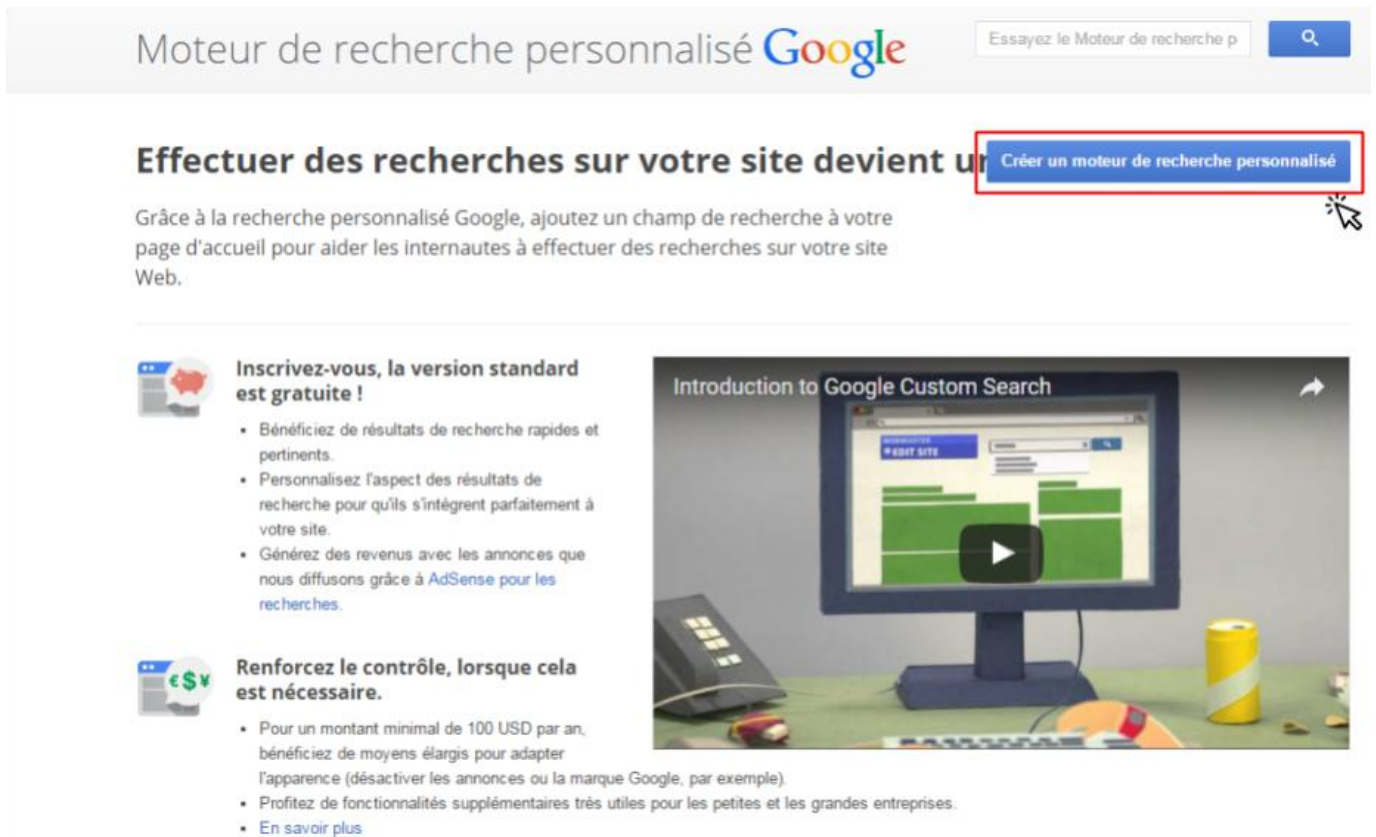 Moteur de recherche personnalisé Google
Essayez le Moteur de recherche p
Effectuer des recherches sur votre site devient un
Créer un moteur de recherche personnalisé
Grâce à la recherche personnalisé Google, ajoutez un champ de recherche à votre
page d'accueil pour aider les internautes à effectuer des recherches sur votre site
Web.
Inscrivez-vous, la version standard
est gratuite !
• Bénéficiez de résultats de recherche rapides et
pertinents.
• Personnalisez l'aspect des résultats de
recherche pour qu'ils s'intègrent parfaitement à
votre site.
• Générez des revenus avec les annonces que
nous diffusons grâce à AdSense pour les
recherches.
Introduction to Google Custom Search
WEBMASTER
EDIT SITE
€$¥
Renforcez le contrôle, lorsque cela
est nécessaire.
• Pour un montant minimal de 100 USD par an,
bénéficiez de moyens élargis pour adapter
l'apparence (désactiver les annonces ou la marque Google, par exemple).
• Profitez de fonctionnalités supplémentaires très utiles pour les petites et les grandes entreprises.
• En savoir plus